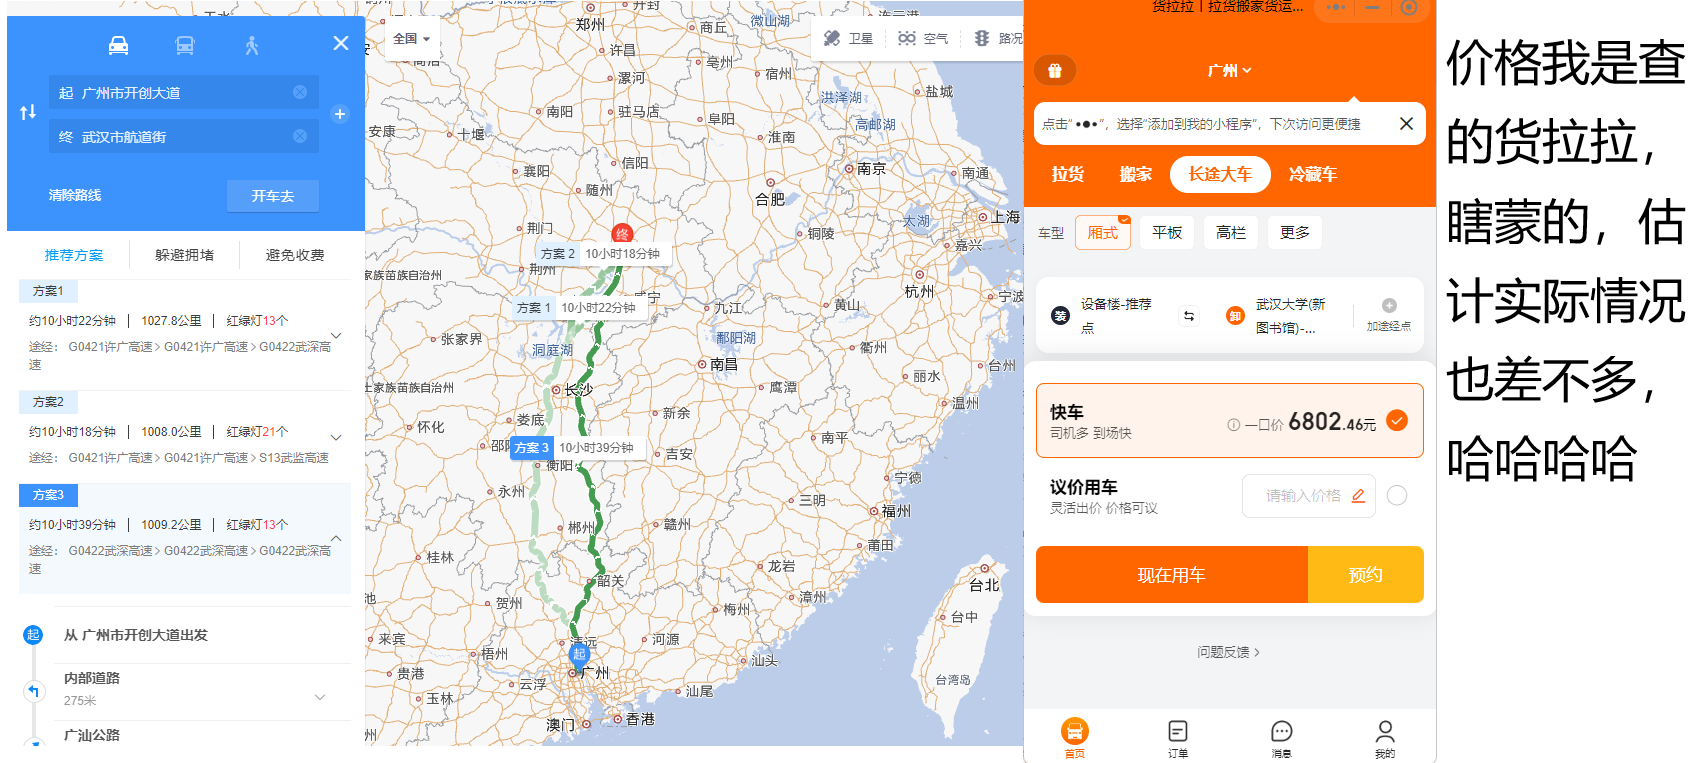 起 广州市开创大道
终 武汉市航道街
清除路线
开车去
推荐方案
躲避拥堵
避免收费
方案1
约10小时22分钟 | 1027.8公里 | 红绿灯13个
途经： G0421许广高速 > G0421许广高速 > G0422武深高
速
方案2
约10小时18分钟 | 1008.0公里 | 红绿灯21个
途经： G0421许广高速 > G0421许广高速 > S13武监高速
方案3
约10小时39分钟 | 1009.2公里 | 红绿灯13个
途经： G0422武深高速 > G0422武深高速 > G0422武深高
速
起
从 广州市开创大道出发
内部道路
275米
广汕公路
全国
卫星
空气
路况
郑州
开封
商丘
微山湖
许昌
亳州
宿州
漯河
洪泽湖
盐城
南阳
驻马店
阜阳
高邮湖
安康
十堰
淮南
信阳
襄阳
南京
南通
随州
合肥
太湖
上海
荆门
终
铜陵
嘉兴
方案 2 10小时18分钟
荆州
家族苗族自治州
咸宁
杭州
宁波
方案 1 10小时22分钟
九江
黄山
张家界
洞庭湖
鄱阳湖
衢州
南昌
台州
土家族苗族自治州
长沙
鹰潭
丽水
温州
新余
怀化
娄底
南平
方案 3 10小时39分钟
吉安
衡阳
宁德
永州
三明
福州
郴州
赣州
莆田
桂林
龙岩
韶关
台北
贺州
漳州
梅州
台中
来宾
清远
河源
梧州
起
汕头
贵港
广州
云浮
台湾岛
玉林
汕尾
澳门
香港
货拉拉 | 拉货搬家货运...
广州
点击“•●•”，选择“添加到我的小程序”，下次访问更便捷
拉货
搬家
长途大车
冷藏车
车型
厢式
平板
高栏
更多
装
设备楼-推荐
点
卸
武汉大学(新
图书馆)-...
加途经点
快车
司机多 到场快
一口价 6802.46元
议价用车
灵活出价 价格可议
请输入价格
现在用车
预约
问题反馈 >
首页
订单
消息
我的
价格我是查
的货拉拉，
瞎蒙的，估
计实际情况
也差不多，
哈哈哈哈